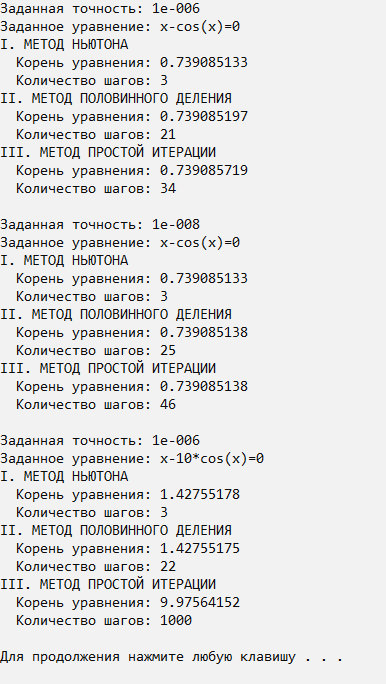 Заданная точность: 1e-006
Заданное уравнение: x-cos(x)=0
I. МЕТОД НЬЮТОНА
Корень уравнения: 0.739085133
Количество шагов: 3
II. МЕТОД ПОЛОВИННОГО ДЕЛЕНИЯ
Корень уравнения: 0.739085197
Количество шагов: 21
III. МЕТОД ПРОСТОЙ ИТЕРАЦИИ
Корень уравнения: 0.739085719
Количество шагов: 34
Заданная точность: 1e-008
Заданное уравнение: x-cos(x)=0
I. МЕТОД НЬЮТОНА
Корень уравнения: 0.739085133
Количество шагов: 3
II. МЕТОД ПОЛОВИННОГО ДЕЛЕНИЯ
Корень уравнения: 0.739085138
Количество шагов: 25
III. МЕТОД ПРОСТОЙ ИТЕРАЦИИ
Корень уравнения: 0.739085138
Количество шагов: 46
Заданная точность: 1e-006
Заданное уравнение: x-10*cos(x)=0
I. МЕТОД НЬЮТОНА
Корень уравнения: 1.42755178
Количество шагов: 3
II. МЕТОД ПОЛОВИННОГО ДЕЛЕНИЯ
Корень уравнения: 1.42755175
Количество шагов: 22
III. МЕТОД ПРОСТОЙ ИТЕРАЦИИ
Корень уравнения: 9.97564152
Количество шагов: 1000
Для продолжения нажмите любую клавишу . . .